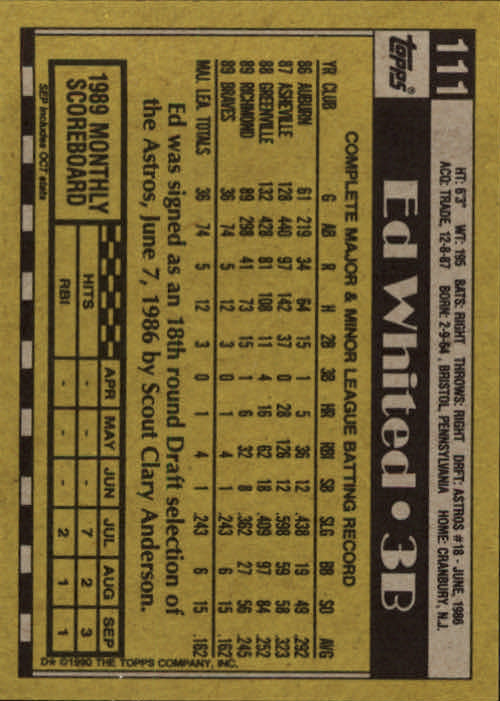 111
Topps®
HT: 6'3" WT: 195 BATS: RIGHT THROWS: RIGHT DRFT: ASTROS #18 - JUNE, 1986
ACQ: TRADE, 12-8-87 BORN: 2-9-64, BRISTOL, PENNSYLVANIA HOME: CRANBURY, N.J.
Ed Whited • 3B
COMPLETE MAJOR & MINOR LEAGUE BATTING RECORD
YR CLUB G AB R H 2B 3B HR RBI SB SLG BB SO AVG
86 AUBURN 61 219 34 64 15 1 5 36 12 .438 19 49 .292
87 ASHEVILLE 128 440 97 142 37 0 28 126 12 .598 59 58 .323
88 GREENVILLE 132 428 81 108 11 4 16 62 18 .409 97 84 .252
89 RICHMOND 89 298 41 73 15 1 6 32 8 .362 27 56 .245
89 BRAVES 36 74 5 12 3 0 1 4 1 .243 6 15 .162
MAJ. LEA. TOTALS 36 74 5 12 3 0 1 4 1 .243 6 15 .162
Ed was signed as an 18th round Draft selection of
the Astros, June 7, 1986 by Scout Clary Anderson.
1989 MONTHLY
SCOREBOARD
APR MAY JUN JUL AUG SEP
HITS - - - 7 2 3
RBI - - - 2 1 1
SEP includes OCT stats
D* ©1990 THE TOPPS COMPANY, INC.